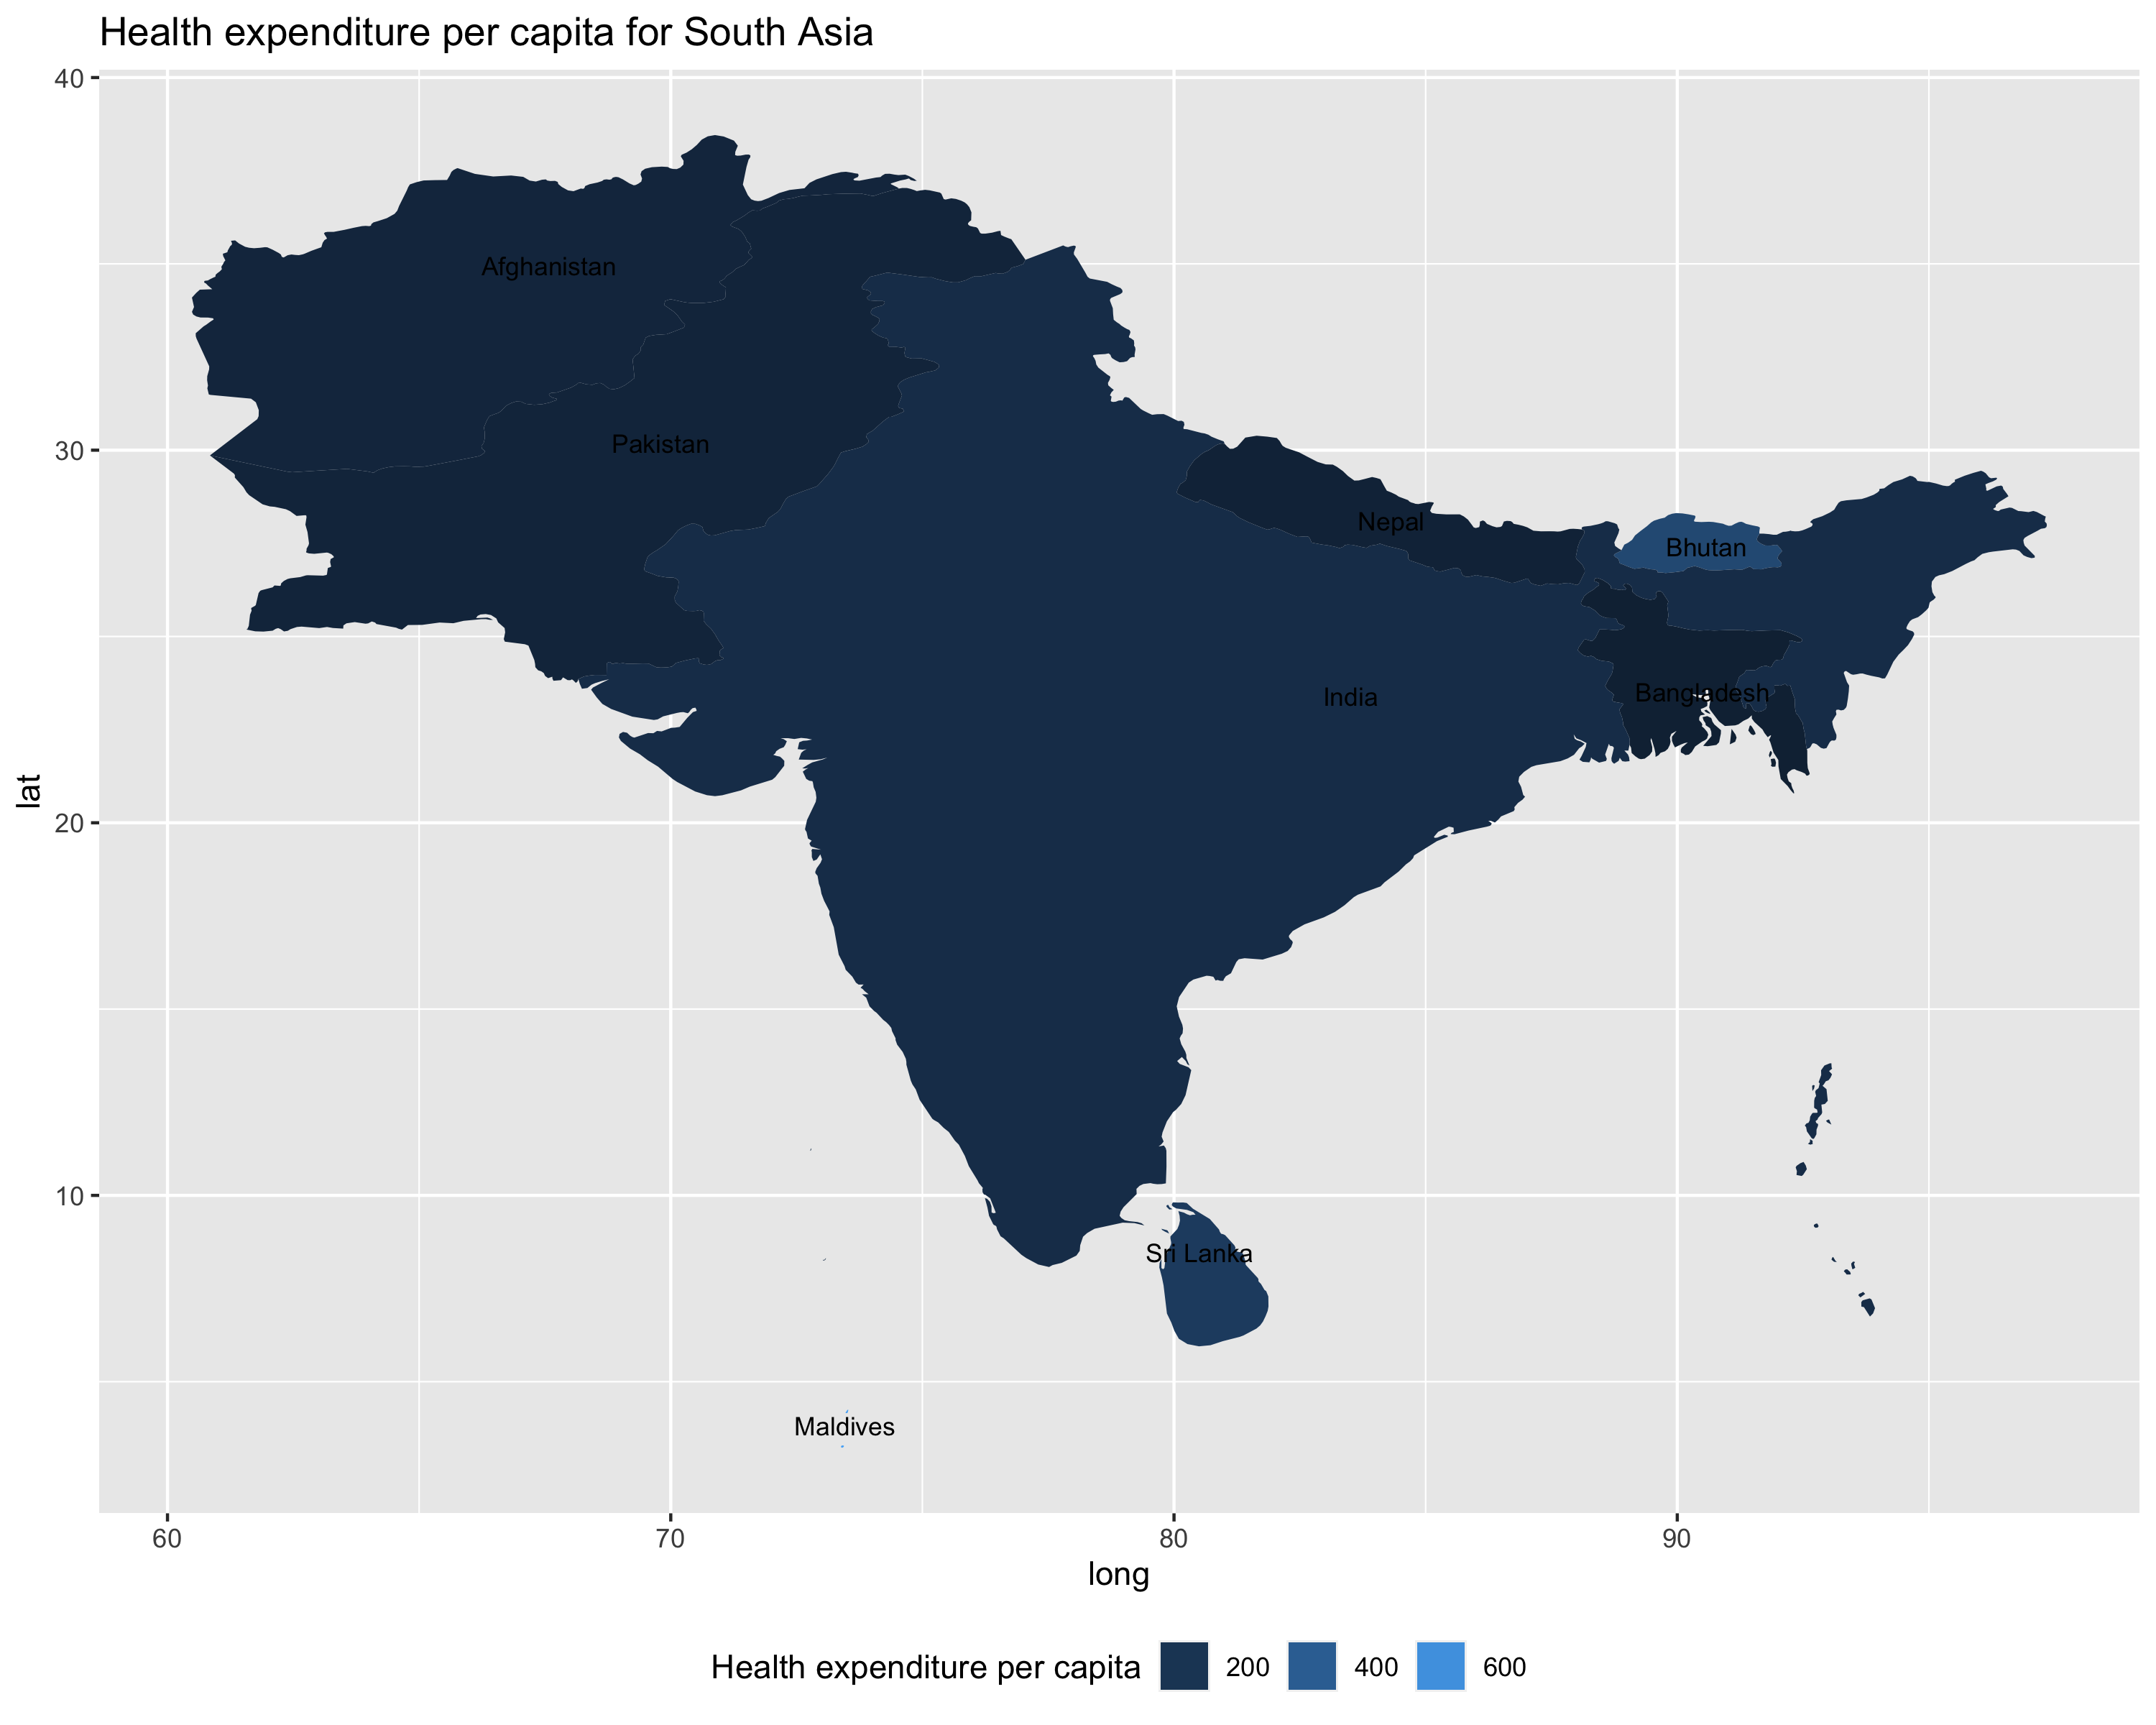 Health expenditure per capita for South Asia
40
Afghanistan
Pakistan
30
Nepal
Bhutan
India
Bangladesh
lat
20
10
Sri Lanka
Maldives
60 70 80 90
long
Health expenditure per capita 200 400 600